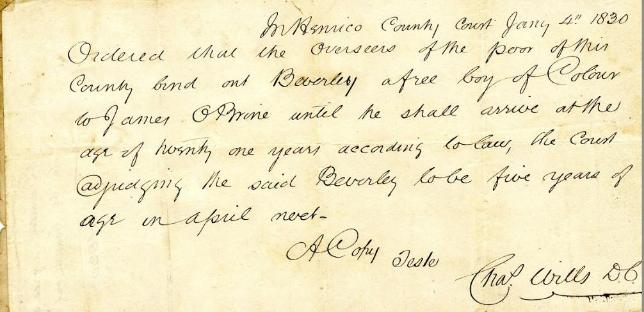 In Henrico County Court Jany 4th 1830
Ordered that the Overseers of the poor of this
County bind out Beverley a free boy of Colour
to James OBrine until he shall arrive at the
age of twenty one years according to law, the Court
adjudging the said Beverley to be five years of
age in april next-
A Copy Teste
Chas. Wills D.C.